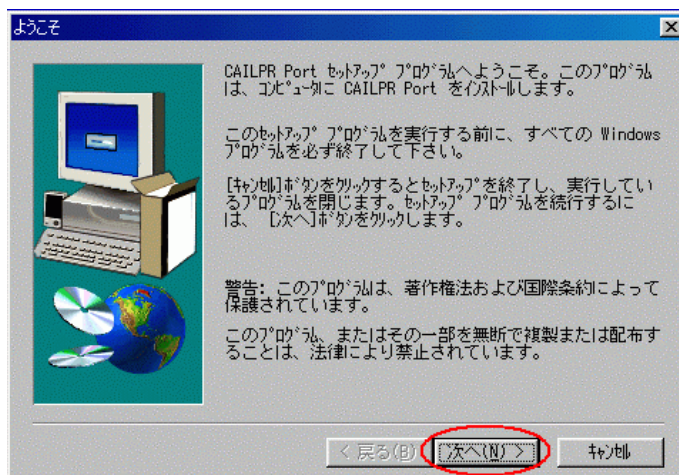 ようこそ
CAILPR Port ｾｯﾄｱｯﾌﾟ ﾌﾟﾛｸﾞﾗﾑへようこそ。このﾌﾟﾛｸﾞﾗﾑ
は、ｺﾝﾋﾟｭｰﾀに CAILPR Port をｲﾝｽﾄｰﾙします。
このｾｯﾄｱｯﾌﾟ ﾌﾟﾛｸﾞﾗﾑを実行する前に、すべての Windows
ﾌﾟﾛｸﾞﾗﾑを必ず終了して下さい。
[ｷｬﾝｾﾙ]ﾎﾞﾀﾝをｸﾘｯｸするとｾｯﾄｱｯﾌﾟを終了し、実行してい
るﾌﾟﾛｸﾞﾗﾑを閉じます。ｾｯﾄｱｯﾌﾟ ﾌﾟﾛｸﾞﾗﾑを続行するに
は、 [次へ]ﾎﾞﾀﾝをｸﾘｯｸします。
警告: このﾌﾟﾛｸﾞﾗﾑは、著作権法および国際条約によって
保護されています。
このﾌﾟﾛｸﾞﾗﾑ、またはその一部を無断で複製または配布す
ることは、法律により禁止されています。
< 戻る(B) 次へ(N) > ｷｬﾝｾﾙ